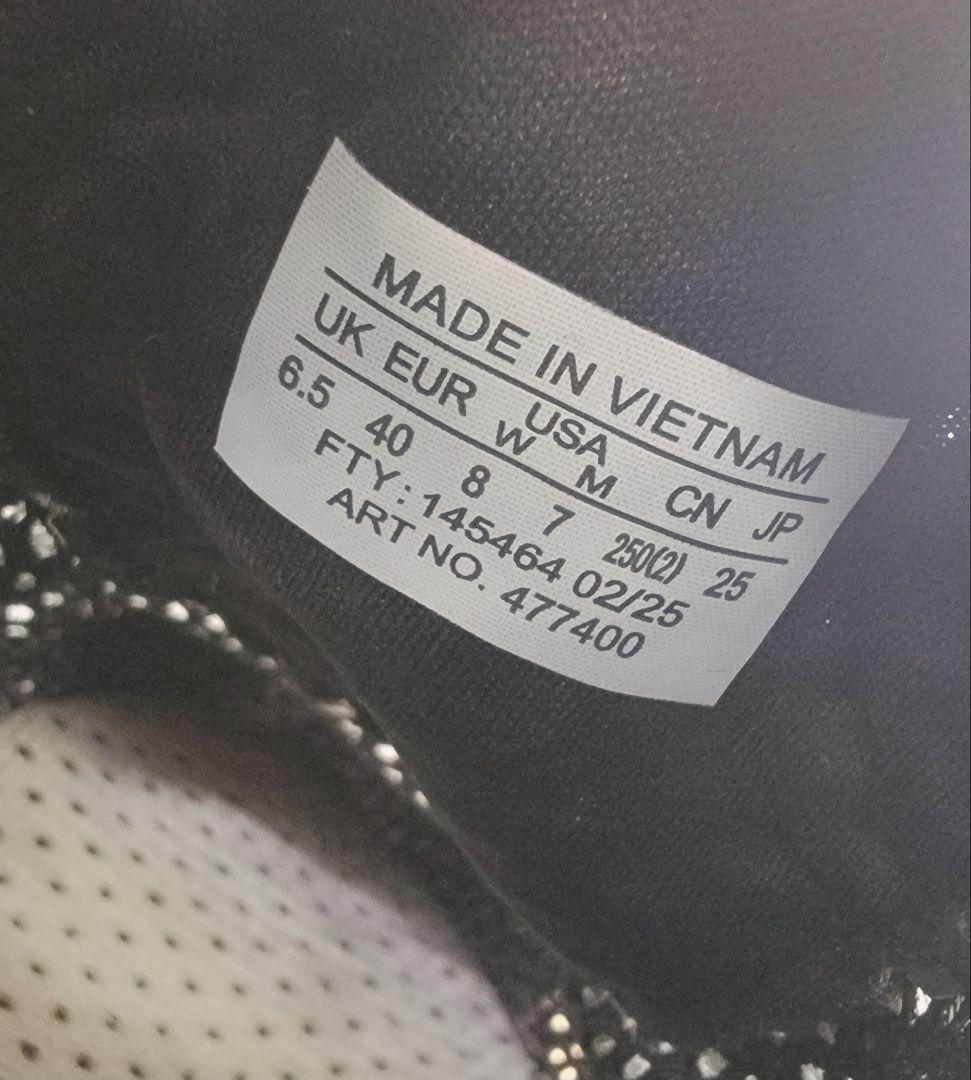 MADE IN VIETNAM
UK EUR USA CN JP
W M
6.5 40 8 7 250(2) 25
FTY: 145464 02/25
ART NO. 477400